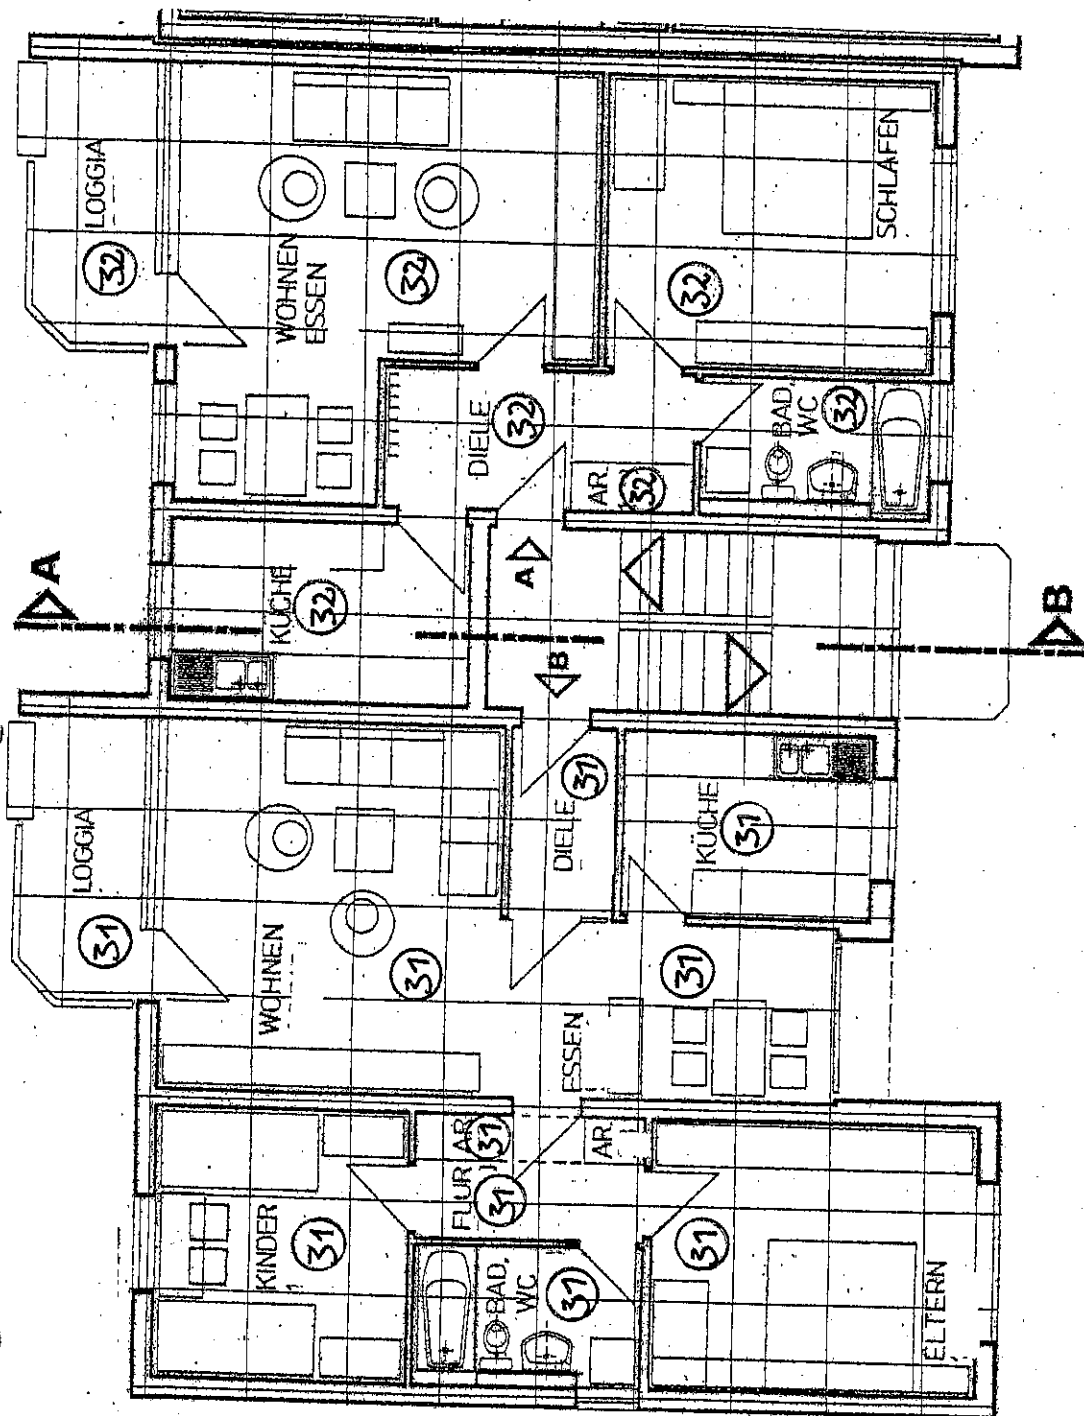 LOGGIA
32
WOHNEN
ESSEN
32
SCHLAFEN
32
DIELE
32
AR.
32
BAD,
WC
32
KÜCHE
32
A
A
B
B
LOGGIA
31
WOHNEN
31
DIELE
31
KÜCHE
31
ESSEN
31
KINDER
1
31
FLUR
31
AR
31
AR.
BAD,
WC
31
ELTERN
31